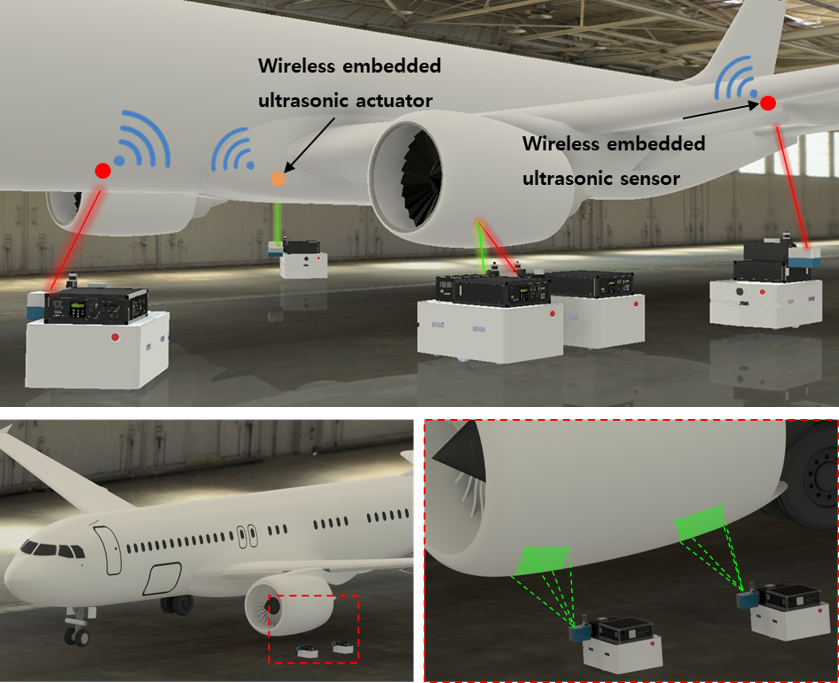 Wireless embedded
ultrasonic actuator
Wireless embedded
ultrasonic sensor